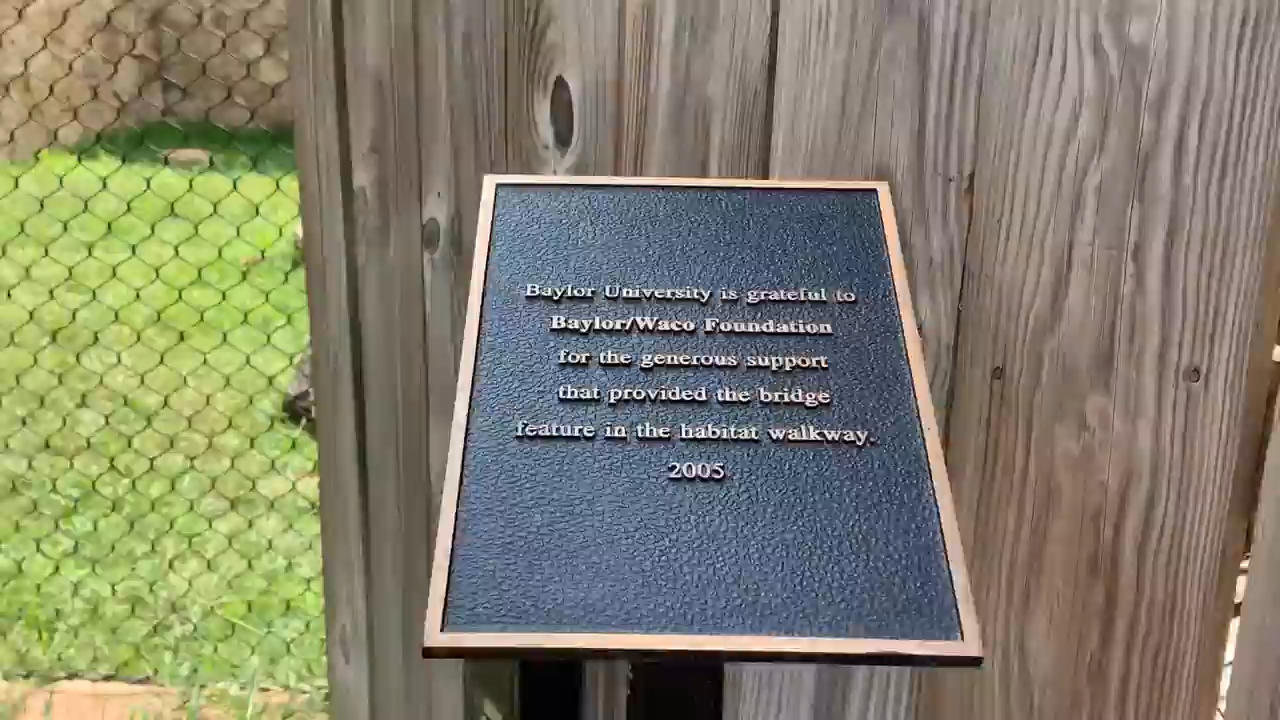 Baylor University is grateful to
Baylor/Waco Foundation
for the generous support
that provided the bridge
feature in the habitat walkway.
2005